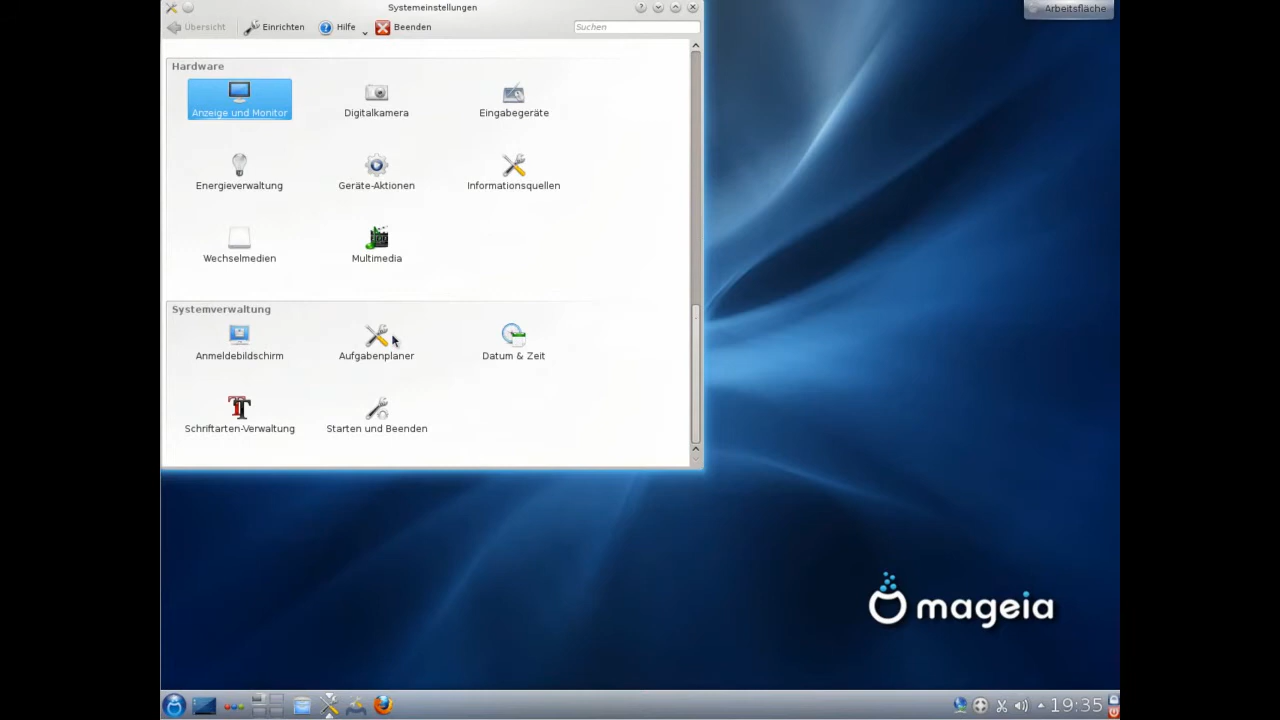 Systemeinstellungen
Arbeitsfläche
Übersicht Einrichten Hilfe Beenden Suchen
Hardware
Anzeige und Monitor Digitalkamera Eingabegeräte
Energieverwaltung Geräte-Aktionen Informationsquellen
Wechselmedien Multimedia
Systemverwaltung
Anmeldebildschirm Aufgabenplaner Datum & Zeit
Schriftarten-Verwaltung Starten und Beenden
mageia
19:35